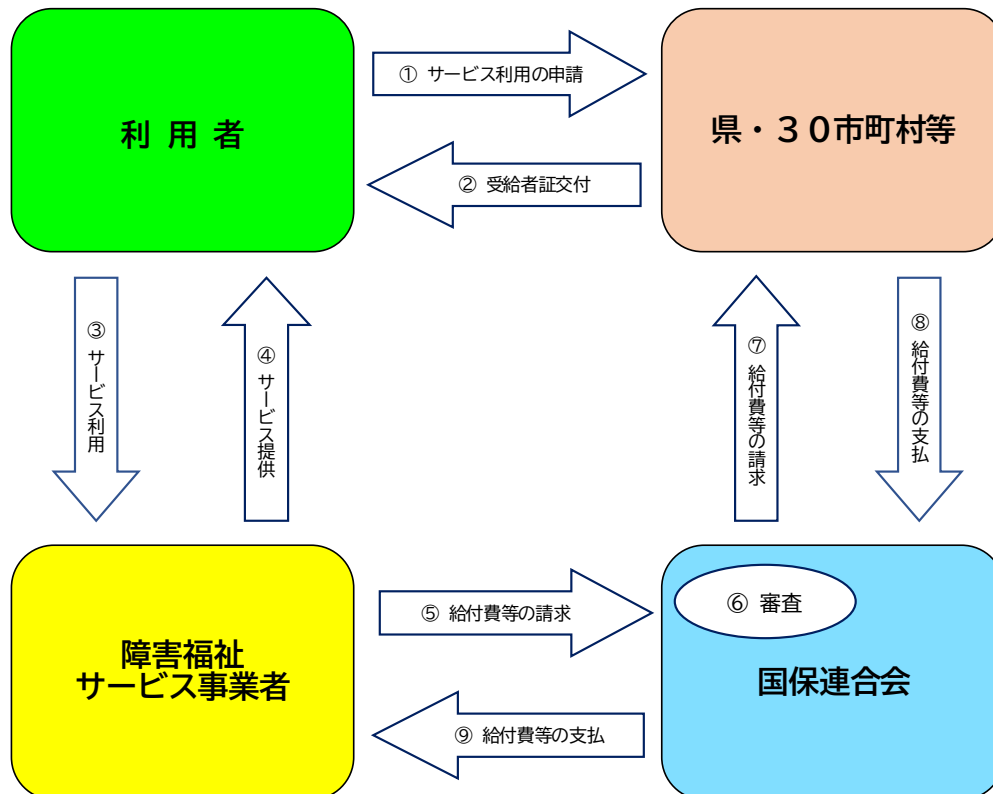 利 用 者
① サービス利用の申請
県・３０市町村等
② 受給者証交付
③ サービス利用
④ サービス提供
⑦ 給付費等の請求
⑧ 給付費等の支払
障害福祉
サービス事業者
⑤ 給付費等の請求
⑥ 審査
国保連合会
⑨ 給付費等の支払